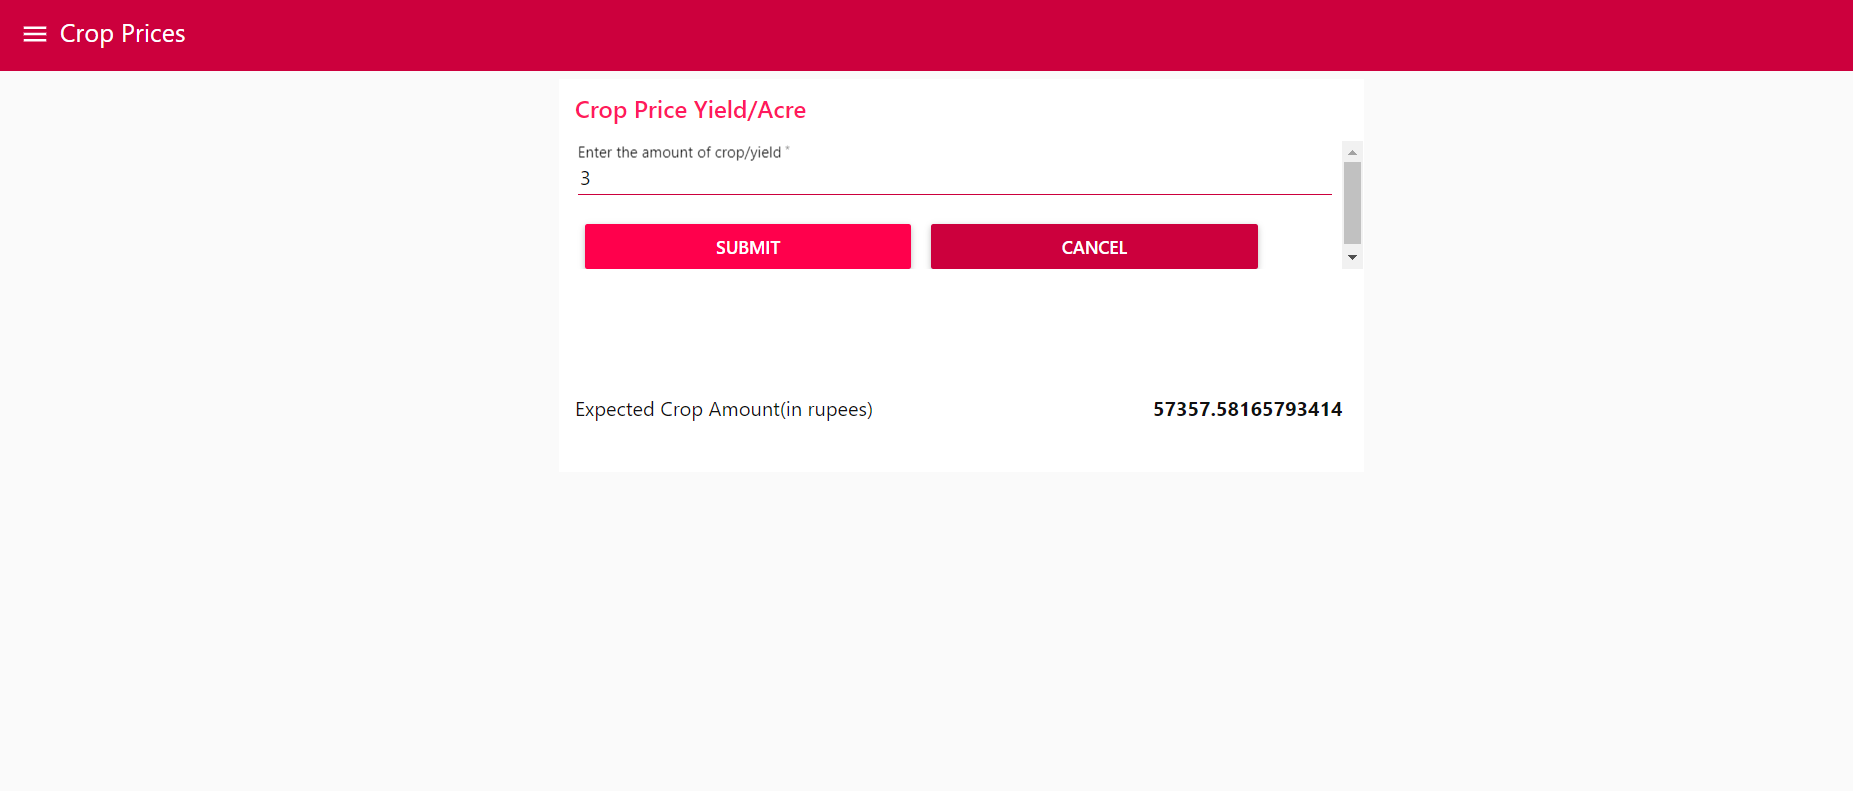 Crop Prices
Crop Price Yield/Acre
Enter the amount of crop/yield *
3
SUBMIT CANCEL
Expected Crop Amount(in rupees) 57357.58165793414